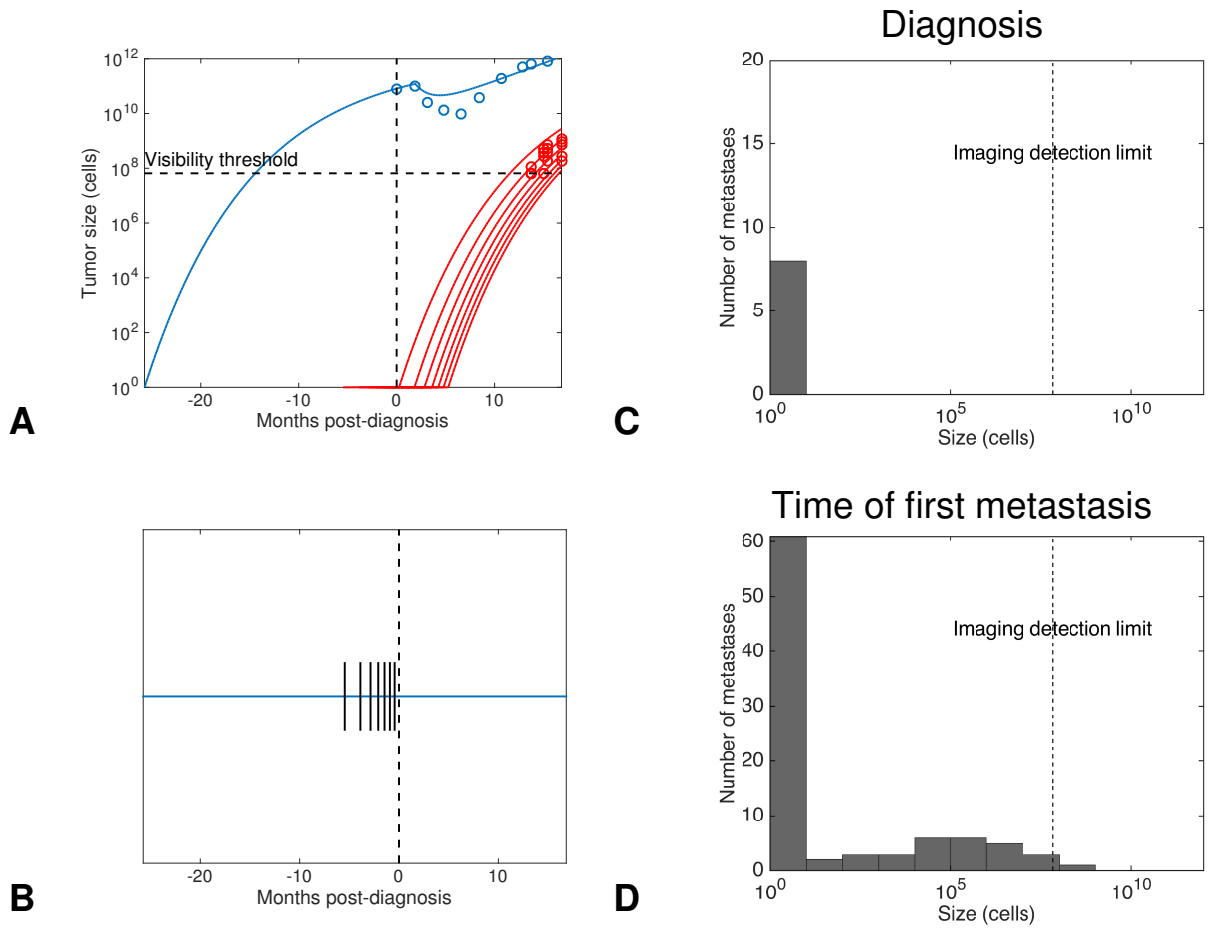 10^12
10^10
10^8
10^6
10^4
10^2
10^0
Tumor size (cells)
Visibility threshold
-20
-10
0
10
Months post-diagnosis
A
Diagnosis
20
15
10
5
0
Number of metastases
Imaging detection limit
10^0
10^5
10^10
Size (cells)
C
-20
-10
0
10
Months post-diagnosis
B
Time of first metastasis
60
50
40
30
20
10
0
Number of metastases
Imaging detection limit
10^0
10^5
10^10
Size (cells)
D